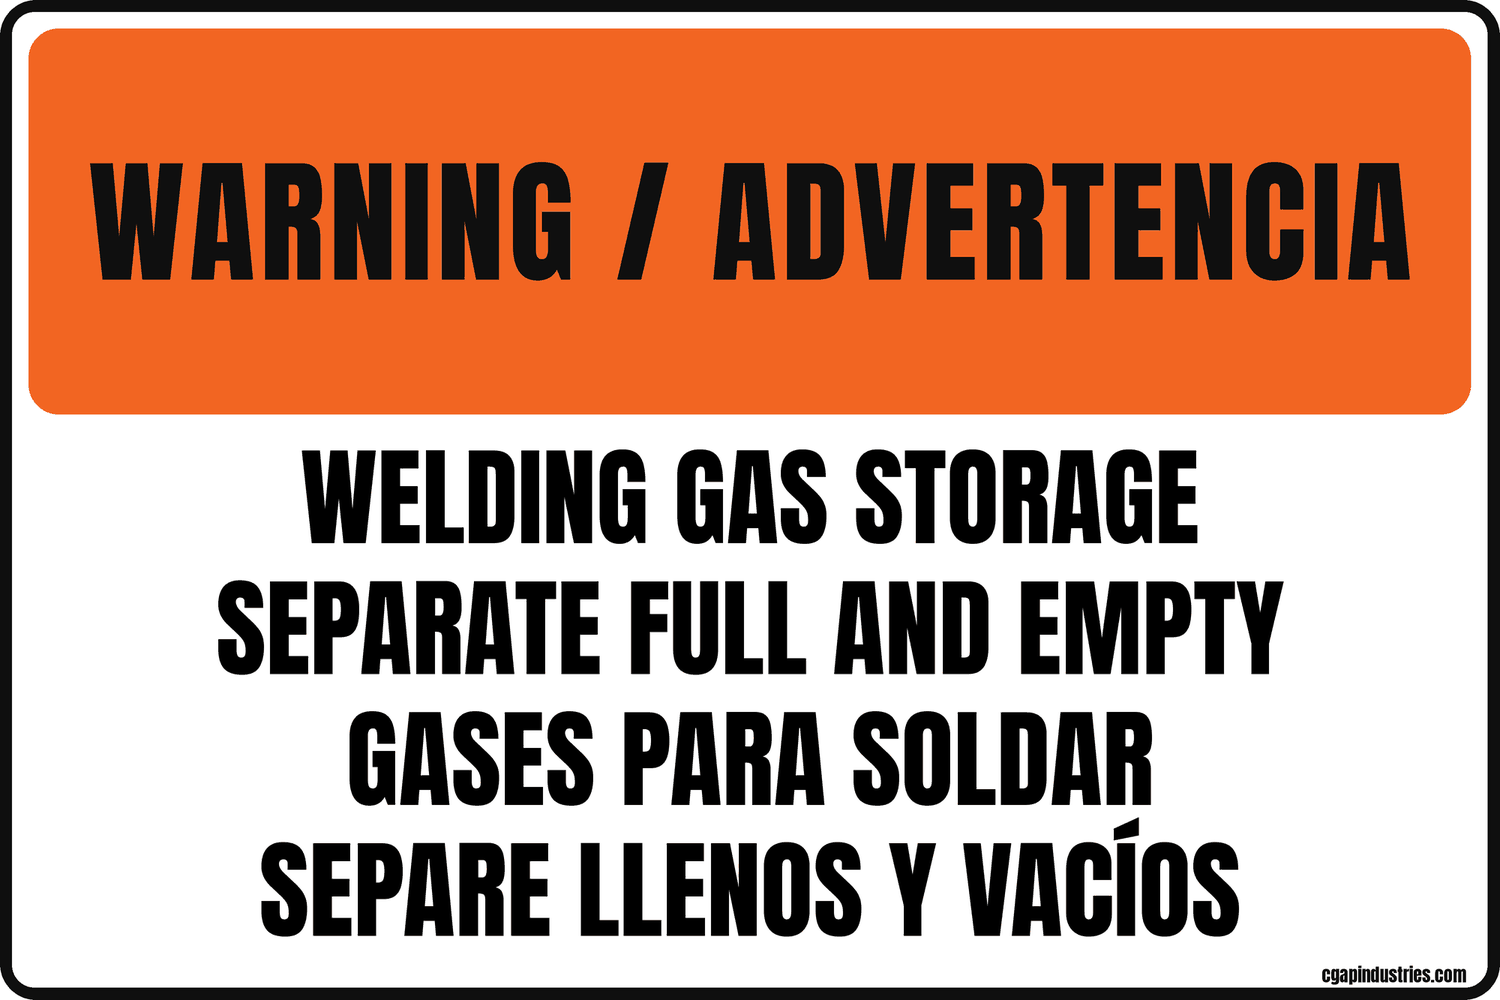 WARNING / ADVERTENCIA
WELDING GAS STORAGE
SEPARATE FULL AND EMPTY
GASES PARA SOLDAR
SEPARE LLENOS Y VACÍOS
cgapindustries.com